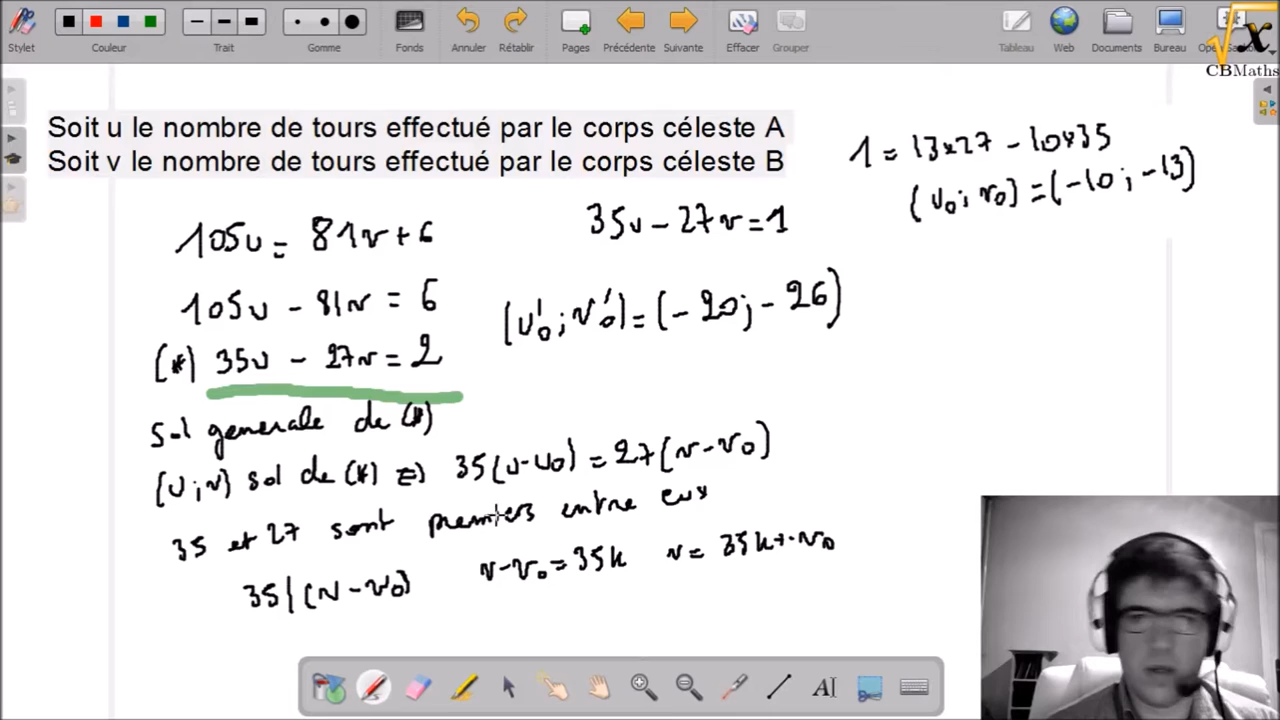 Stylet Couleur Trait Gomme Fonds Annuler Rétablir Pages Précédente Suivante Effacer Grouper Tableau Web Documents Bureau
√x
CBMaths
Soit u le nombre de tours effectué par le corps céleste A
Soit v le nombre de tours effectué par le corps céleste B
1 = 13x27 - 10x35
(u₀ ; v₀) = (-10 ; -13)
105u = 81v + 6
35u - 27v = 1
105u - 81v = 6
(u'₀ ; v'₀) = (-20 ; -26)
(*) 35u - 27v = 2
Sol generale de (*)
(u ; v) sol de (*) ⇔ 35(u-u₀) = 27(v-v₀)
35 et 27 sont premiers entre eux
35|(v-v₀) v-v₀ = 35k v = 35k + v₀
AI